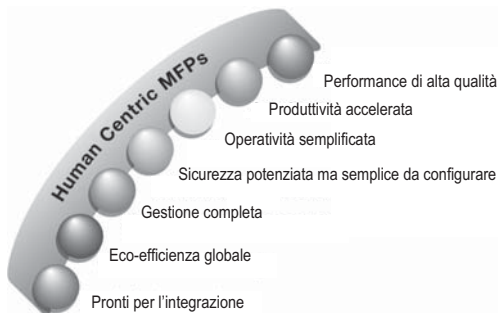 Human Centric MFPs
Performance di alta qualità
Produttività accelerata
Operatività semplificata
Sicurezza potenziata ma semplice da configurare
Gestione completa
Eco-efficienza globale
Pronti per l'integrazione